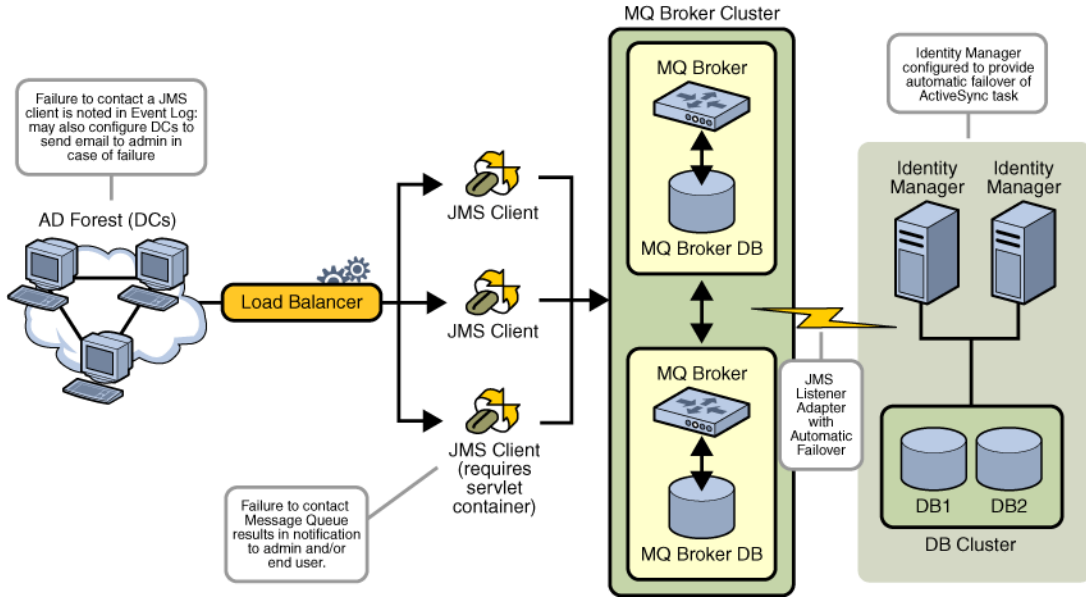 MQ Broker Cluster
Failure to contact a JMS
client is noted in Event Log:
may also configure DCs to
send email to admin in
case of failure
AD Forest (DCs)
Load Balancer
JMS Client
JMS Client
JMS Client
(requires
servlet
container)
Failure to contact
Message Queue
results in notification
to admin and/or
end user.
MQ Broker
MQ Broker DB
MQ Broker
MQ Broker DB
JMS
Listener
Adapter
with
Automatic
Failover
Identity Manager
configured to provide
automatic failover of
ActiveSync task
Identity
Manager
Identity
Manager
DB1
DB2
DB Cluster